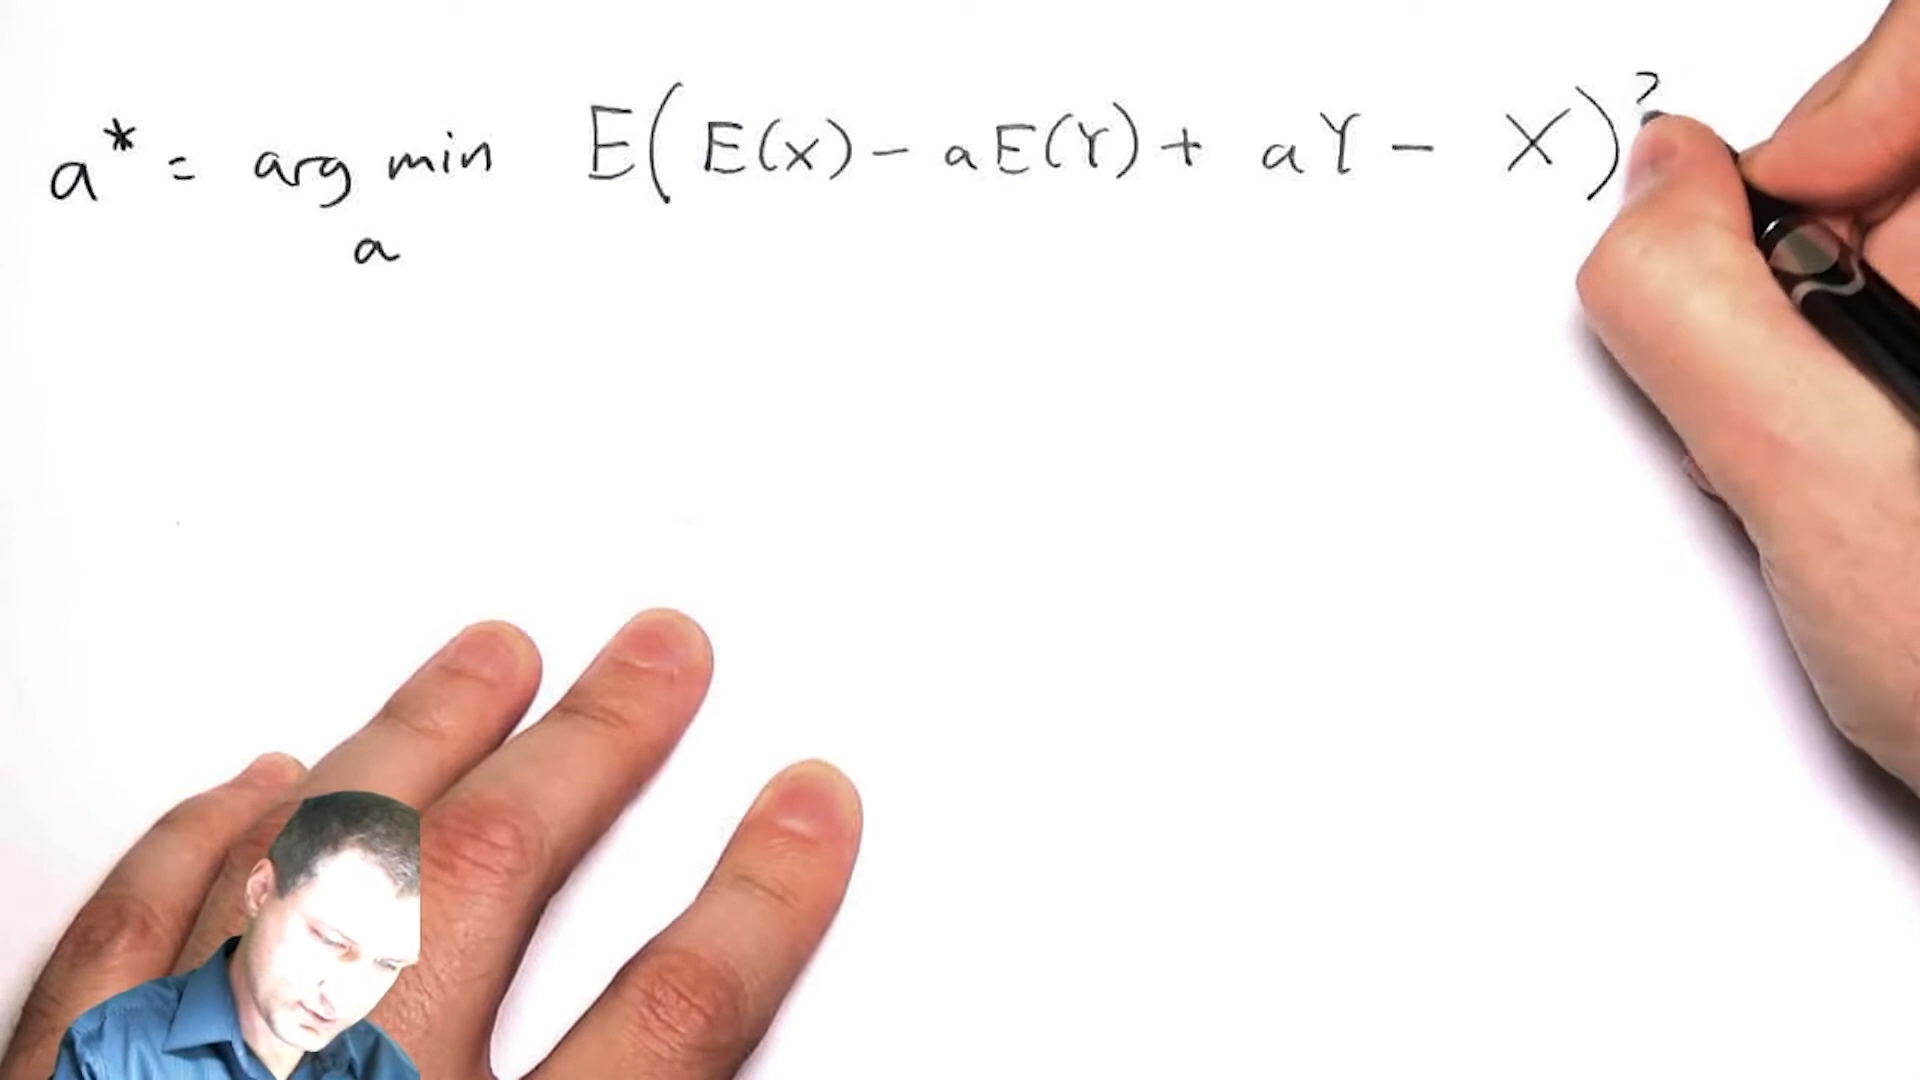 a* = arg min E(E(X) - aE(Y) + aY - X)²
a